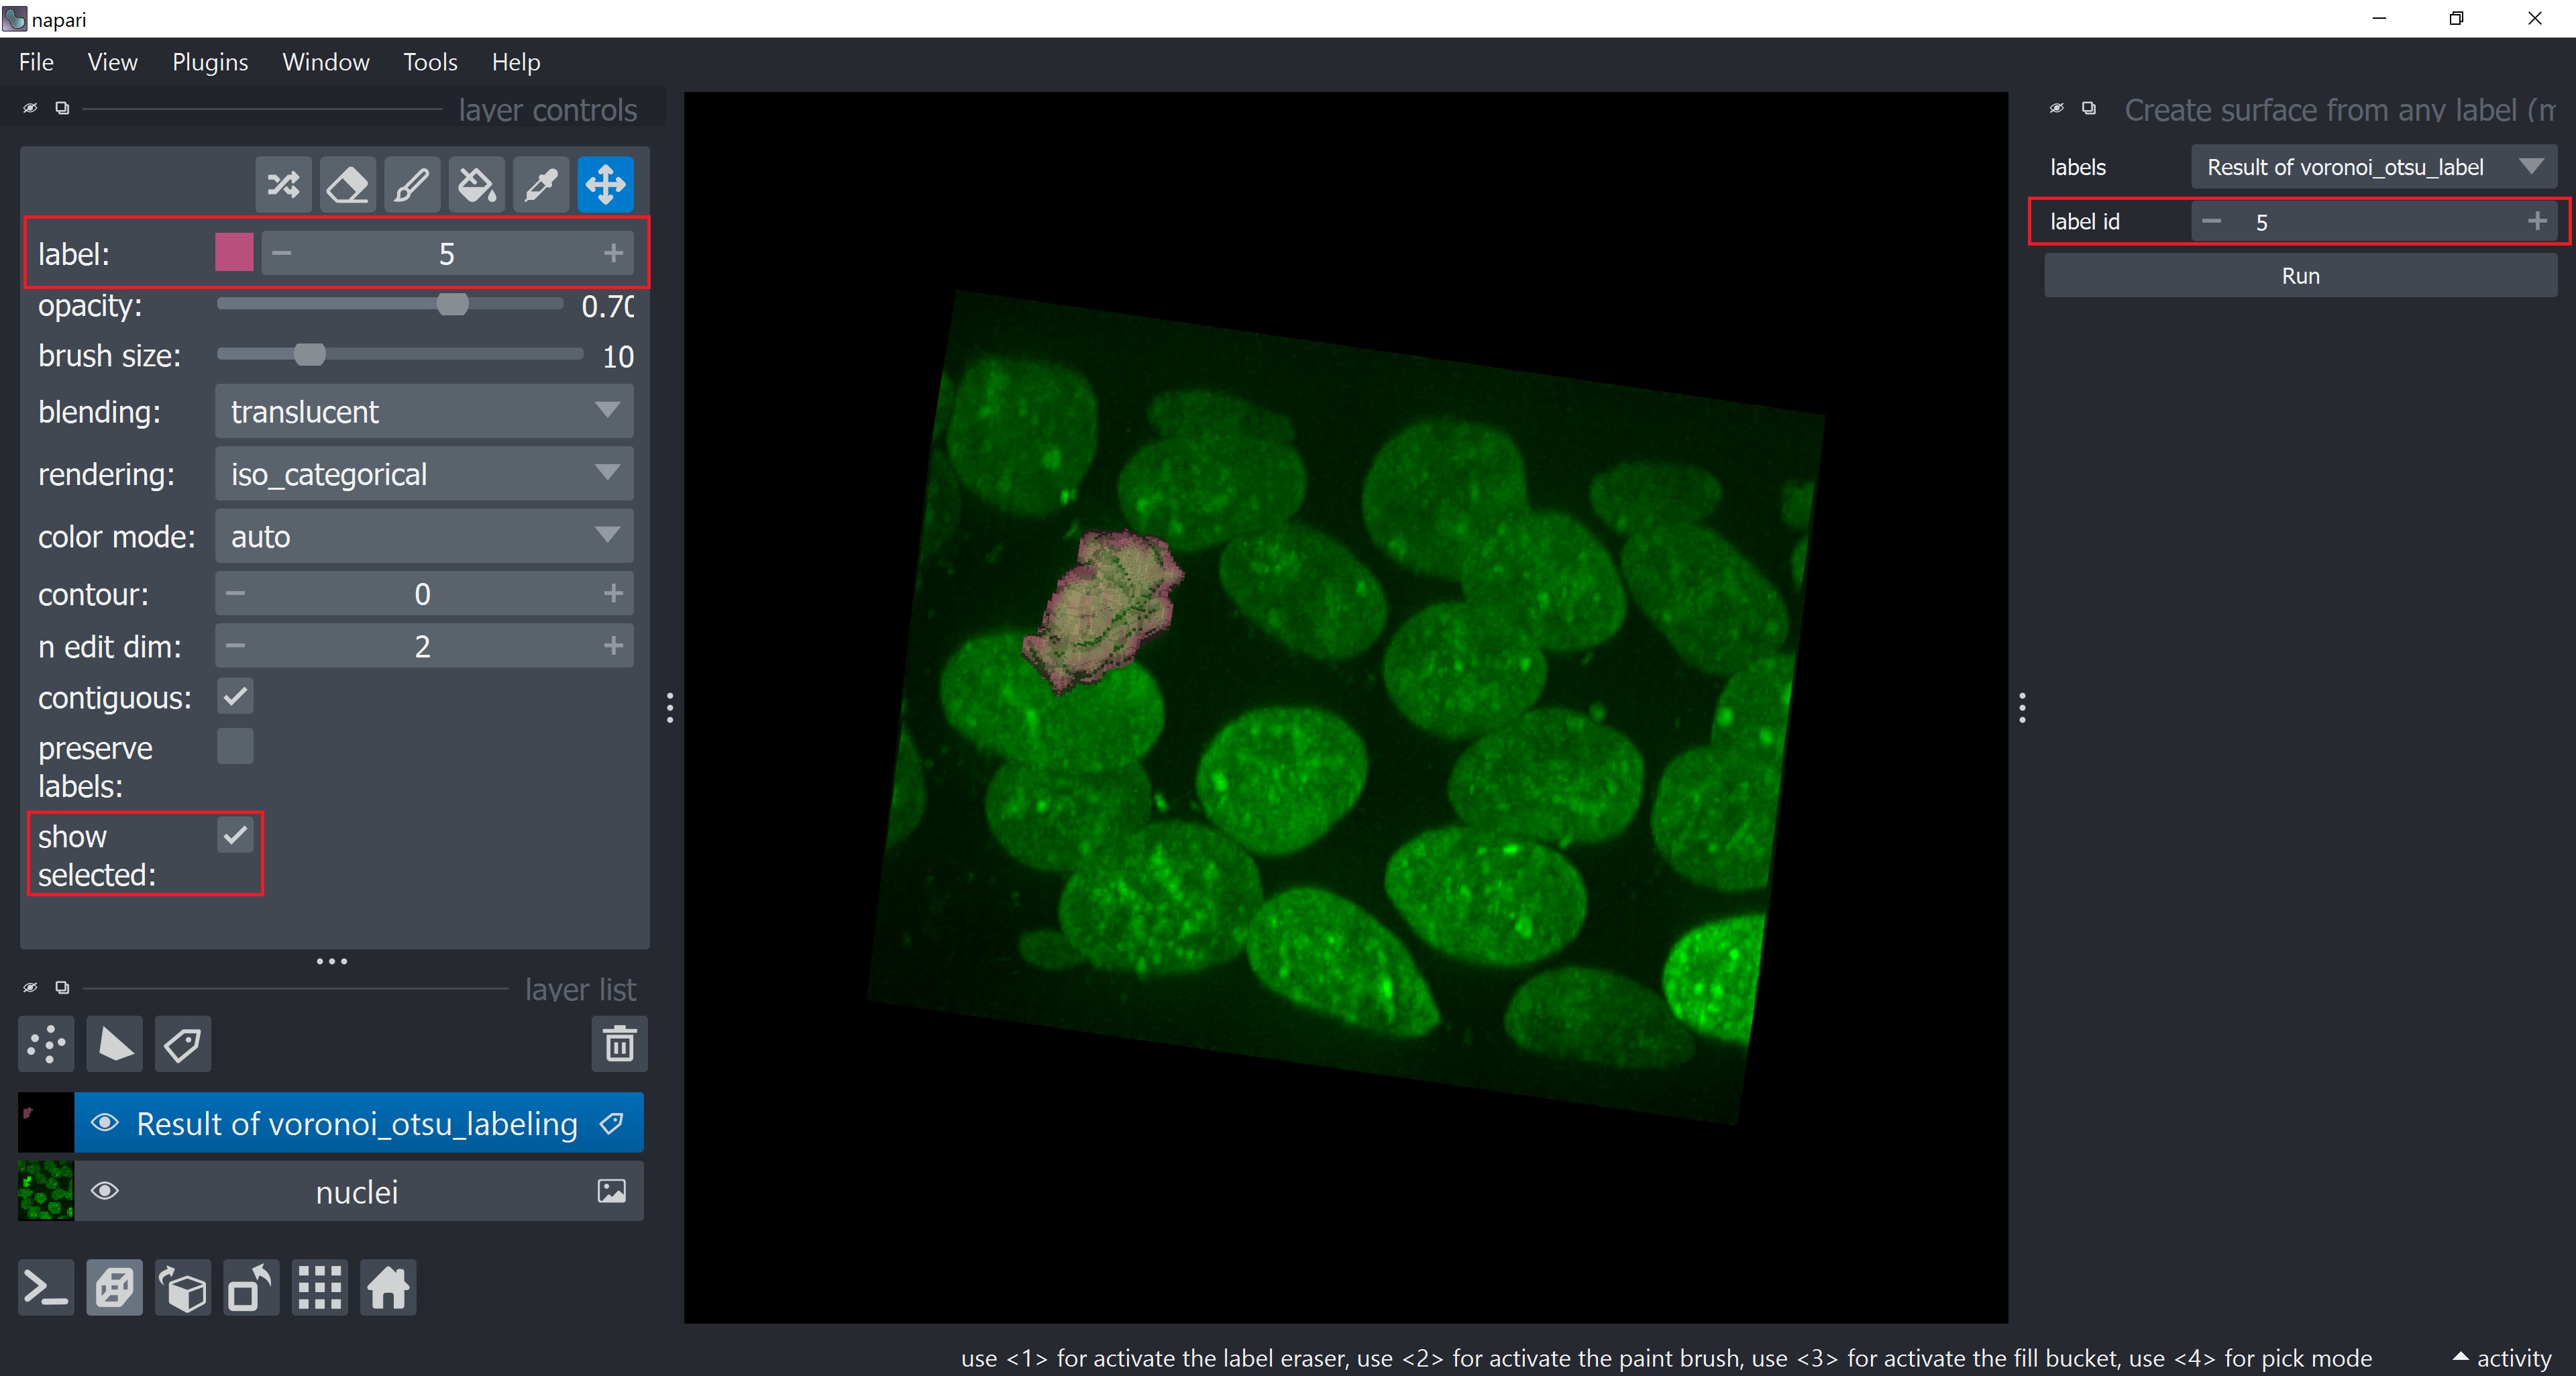 napari
File View Plugins Window Tools Help
layer controls
label: 5
opacity: 0.70
brush size: 10
blending: translucent
rendering: iso_categorical
color mode: auto
contour: 0
n edit dim: 2
contiguous:
preserve
labels:
show
selected:
layer list
Result of voronoi_otsu_labeling
nuclei
Create surface from any label (m
labels Result of voronoi_otsu_label
label id 5
Run
use <1> for activate the label eraser, use <2> for activate the paint brush, use <3> for activate the fill bucket, use <4> for pick mode
activity